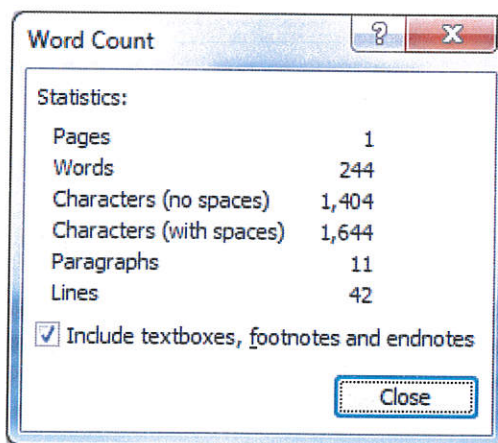 Word Count
?
X
Statistics:
Pages 1
Words 244
Characters (no spaces) 1,404
Characters (with spaces) 1,644
Paragraphs 11
Lines 42
Include textboxes, footnotes and endnotes
Close